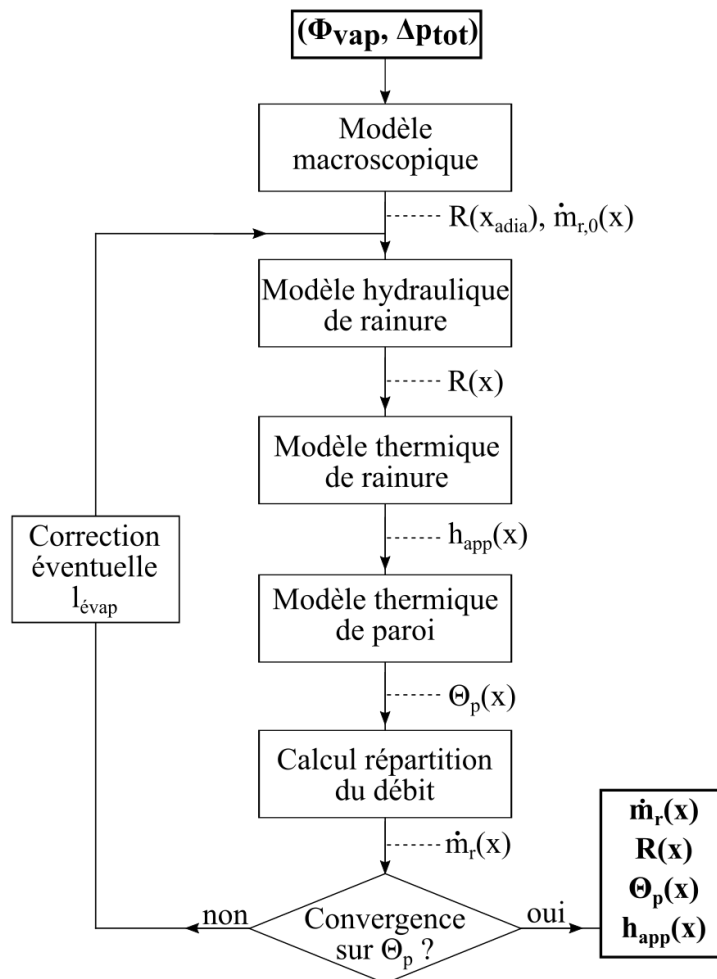 (Φvap, Δptot)
Modèle
macroscopique
R(xadia), ṁr,0(x)
Modèle hydraulique
de rainure
R(x)
Modèle thermique
de rainure
happ(x)
Correction
éventuelle
lévap
Modèle thermique
de paroi
Θp(x)
Calcul répartition
du débit
ṁr(x)
non
Convergence
sur Θp ?
oui
ṁr(x)
R(x)
Θp(x)
happ(x)